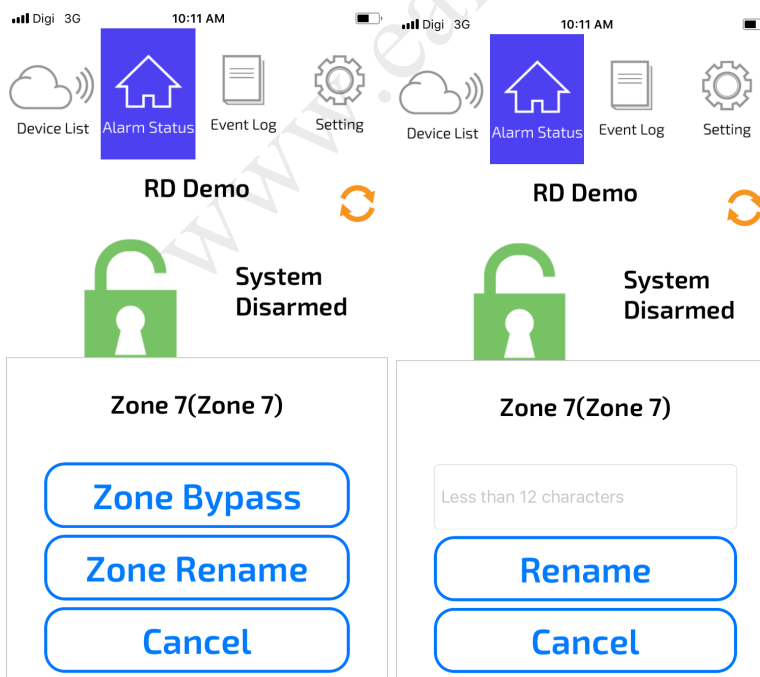 Digi 3G 10:11 AM
Device List
Alarm Status
Event Log
Setting
RD Demo
System
Disarmed
Zone 7(Zone 7)
Zone Bypass
Zone Rename
Cancel
Digi 3G 10:11 AM
Device List
Alarm Status
Event Log
Setting
RD Demo
System
Disarmed
Zone 7(Zone 7)
Less than 12 characters
Rename
Cancel